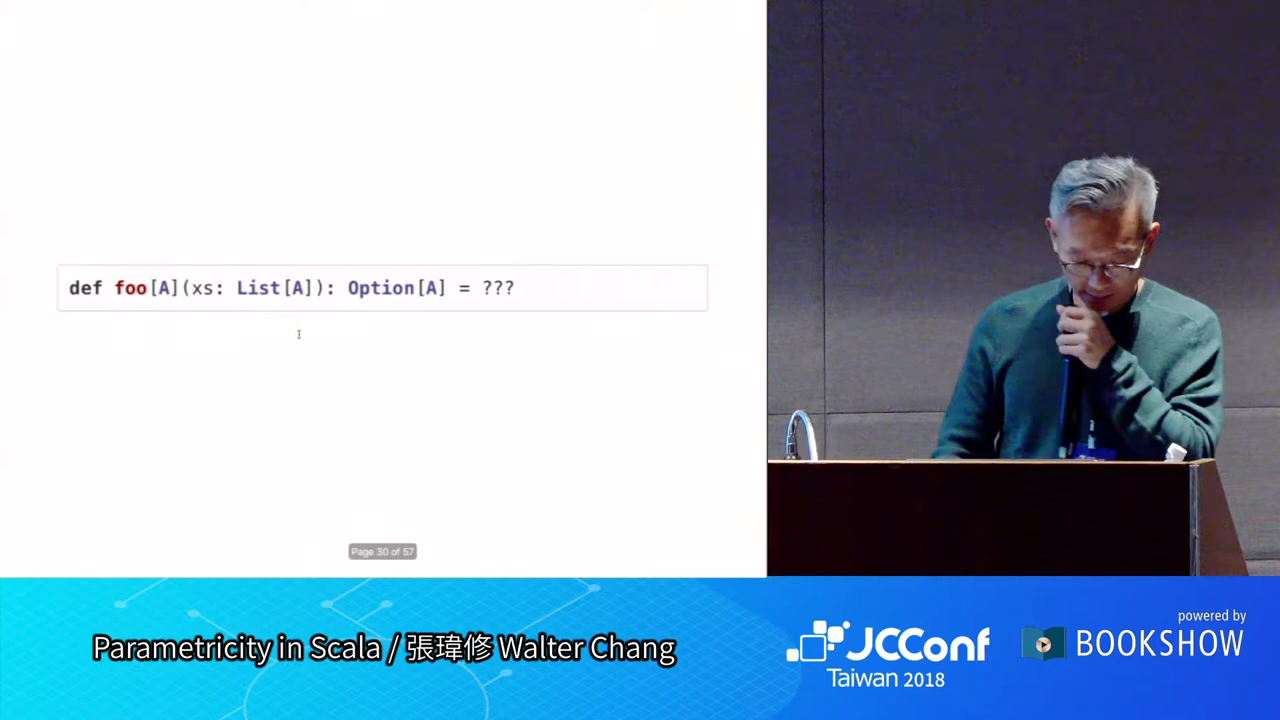 def foo[A](xs: List[A]): Option[A] = ???
Page 30 of 57
Parametricity in Scala / 張瑋修 Walter Chang
JCConf
Taiwan 2018
powered by
BOOKSHOW